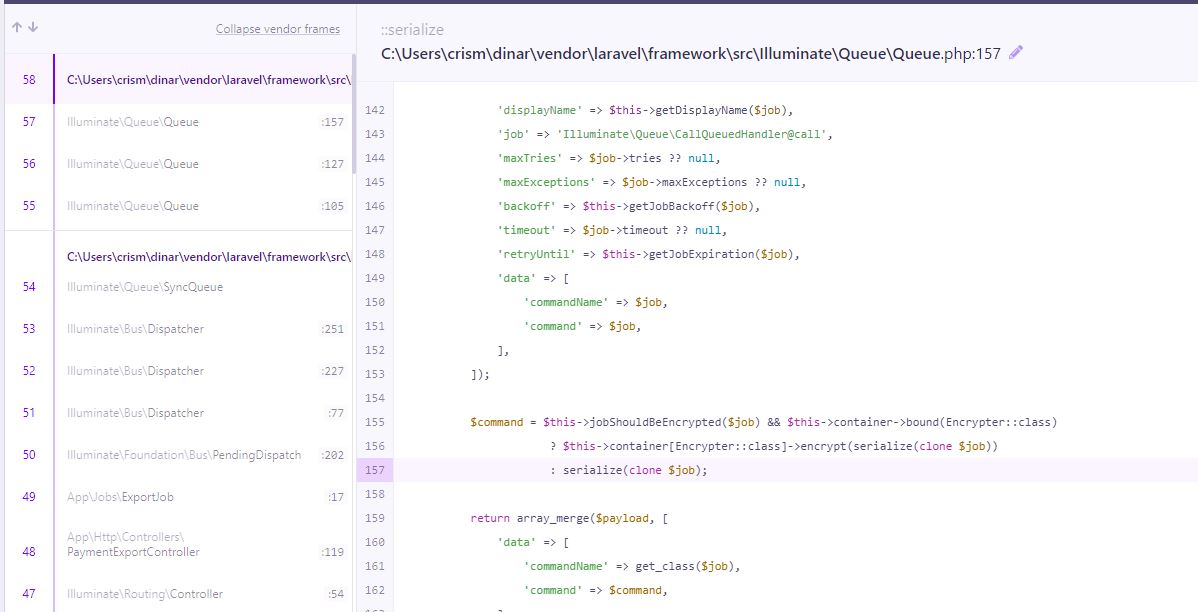 Collapse vendor frames
58 C:\Users\crism\dinar\vendor\laravel\framework\src\
57 Illuminate\Queue\Queue :157
56 Illuminate\Queue\Queue :127
55 Illuminate\Queue\Queue :105
C:\Users\crism\dinar\vendor\laravel\framework\src\
54 Illuminate\Queue\SyncQueue
53 Illuminate\Bus\Dispatcher :251
52 Illuminate\Bus\Dispatcher :227
51 Illuminate\Bus\Dispatcher :77
50 Illuminate\Foundation\Bus\PendingDispatch :202
49 App\Jobs\ExportJob :17
App\Http\Controllers\
48 PaymentExportController :119
47 Illuminate\Routing\Controller :54
::serialize
C:\Users\crism\dinar\vendor\laravel\framework\src\Illuminate\Queue\Queue.php:157
142 'displayName' => $this->getDisplayName($job),
143 'job' => 'Illuminate\Queue\CallQueuedHandler@call',
144 'maxTries' => $job->tries ?? null,
145 'maxExceptions' => $job->maxExceptions ?? null,
146 'backoff' => $this->getJobBackoff($job),
147 'timeout' => $job->timeout ?? null,
148 'retryUntil' => $this->getJobExpiration($job),
149 'data' => [
150 'commandName' => $job,
151 'command' => $job,
152 ],
153 ]);
154
155 $command = $this->jobShouldBeEncrypted($job) && $this->container->bound(Encrypter::class)
156 ? $this->container[Encrypter::class]->encrypt(serialize(clone $job))
157 : serialize(clone $job);
158
159 return array_merge($payload, [
160 'data' => [
161 'commandName' => get_class($job),
162 'command' => $command,